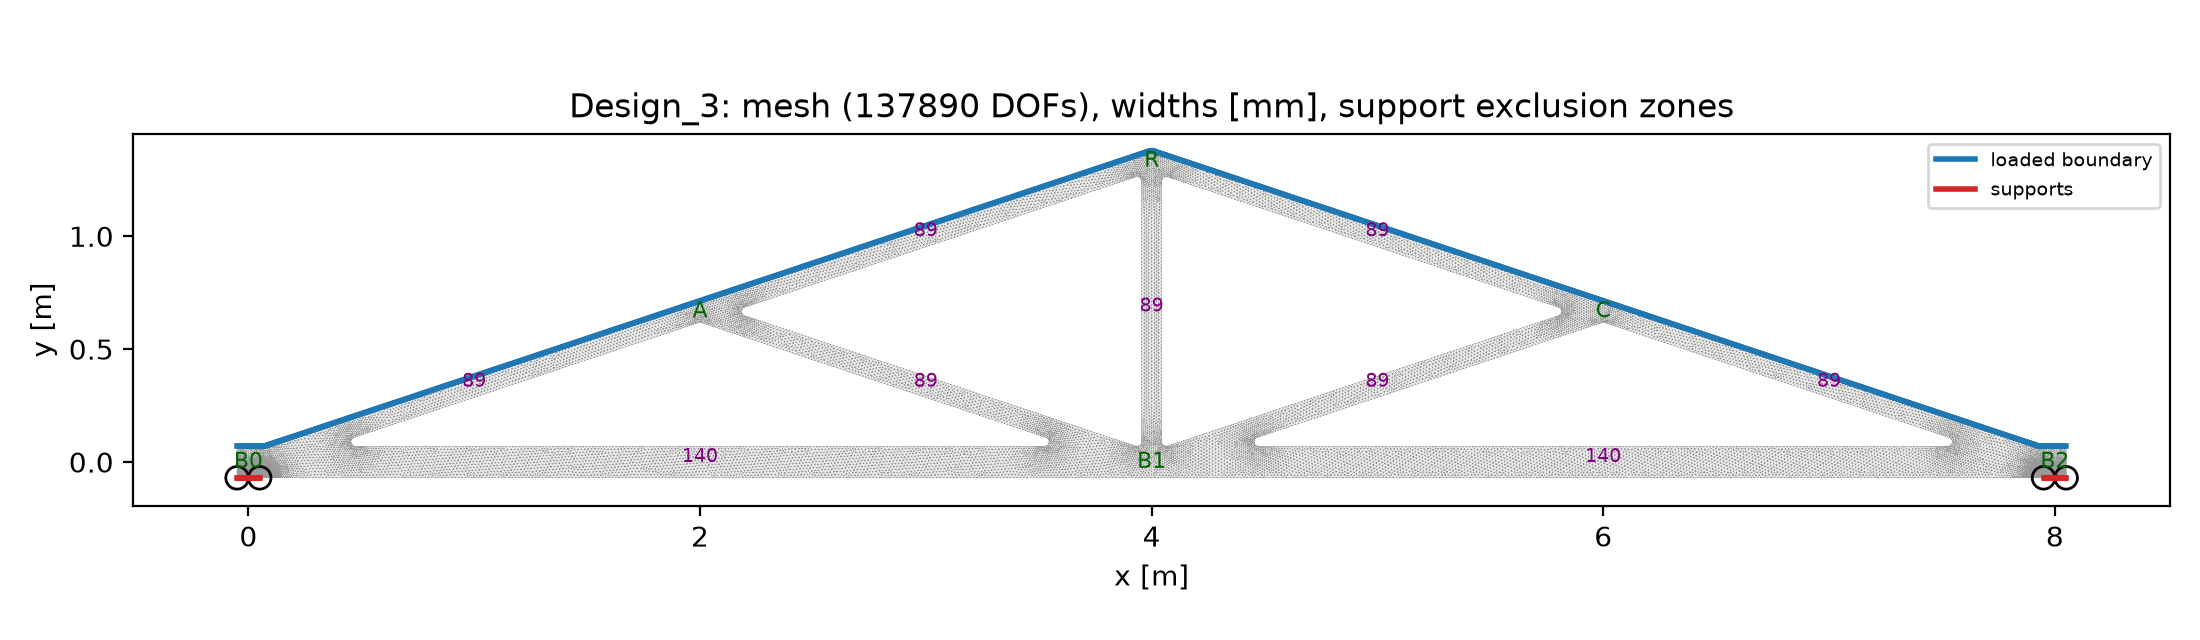 Design_3: mesh (137890 DOFs), widths [mm], support exclusion zones
loaded boundary
supports
R
1.0
89
89
A
89
C
0.5
y [m]
89
89
89
89
0.0
B0
140
B1
140
B2
0
2
4
6
8
x [m]